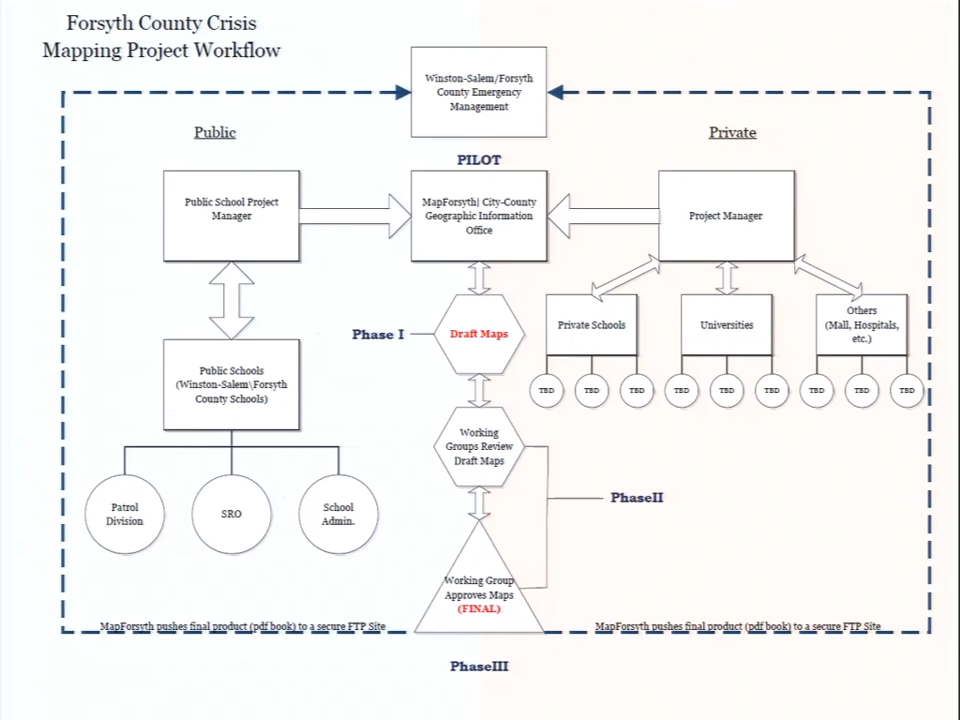 Forsyth County Crisis
Mapping Project Workflow
Winston-Salem/Forsyth
County Emergency
Management
Public
Private
PILOT
Public School Project
Manager
MapForsyth| City-County
Geographic Information
Office
Project Manager
Phase I
Draft Maps
Private Schools
Universities
Others
(Mall, Hospitals,
etc.)
TBD
TBD
TBD
TBD
TBD
TBD
TBD
TBD
TBD
Public Schools
(Winston-Salem\Forsyth
County Schools)
Working
Groups Review
Draft Maps
PhaseII
Patrol
Division
SRO
School
Admin.
Working Group
Approves Maps
(FINAL)
MapForsyth pushes final product (pdf book) to a secure FTP Site
MapForsyth pushes final product (pdf book) to a secure FTP Site
PhaseIII